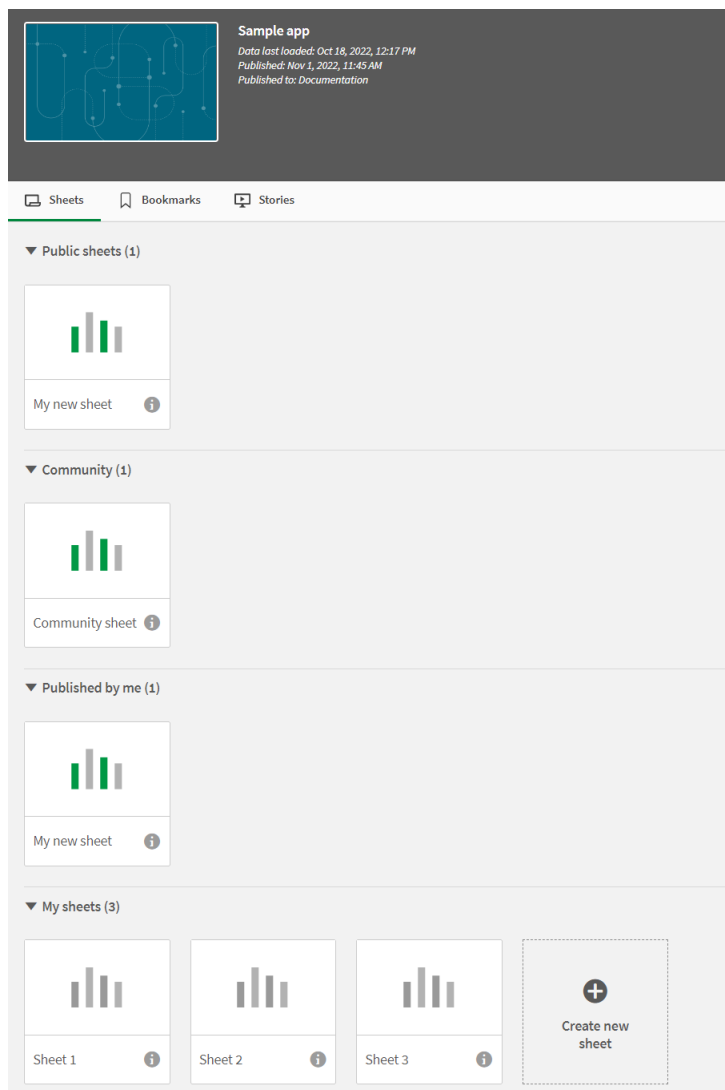 Sample app
Data last loaded: Oct 18, 2022, 12:17 PM
Published: Nov 1, 2022, 11:45 AM
Published to: Documentation
Sheets Bookmarks Stories
Public sheets (1)
My new sheet
Community (1)
Community sheet
Published by me (1)
My new sheet
My sheets (3)
Create new
sheet
Sheet 1 Sheet 2 Sheet 3